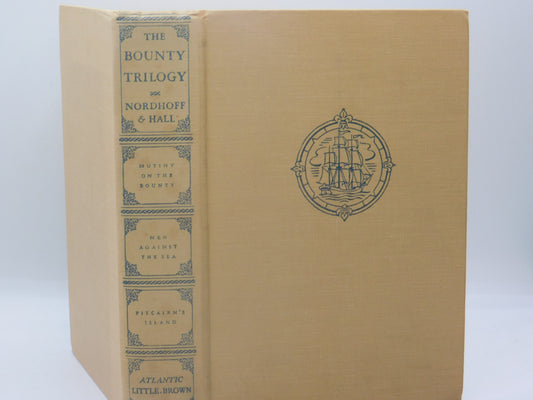 THE
BOUNTY
TRILOGY
NORDHOFF
& HALL
MUTINY
ON THE
BOUNTY
MEN
AGAINST
THE SEA
PITCAIRN'S
ISLAND
ATLANTIC
LITTLE, BROWN